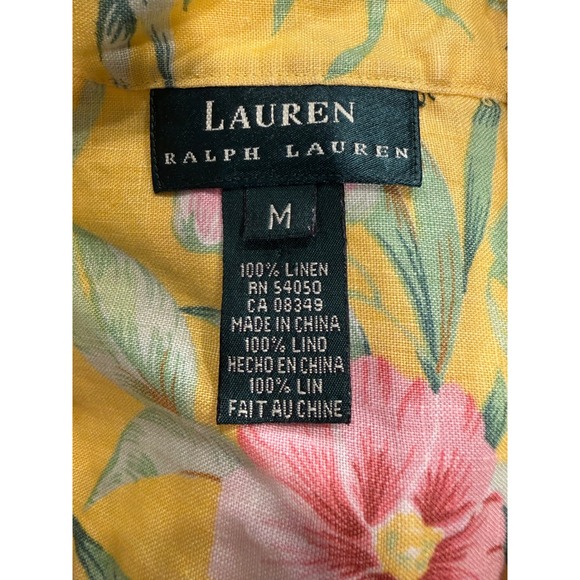 LAUREN
RALPH LAUREN
M
100% LINEN
RN 54050
CA 08349
MADE IN CHINA
100% LINO
HECHO EN CHINA
100% LIN
FAIT AU CHINE